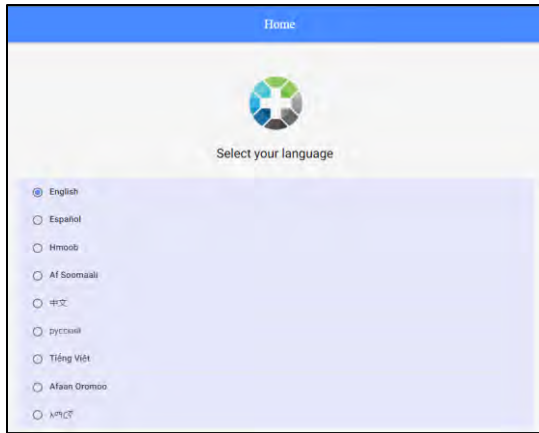 Home
Select your language
English
Español
Hmoob
Af Soomaali
中文
русский
Tiếng Việt
Afaan Oromoo
አማርኛ